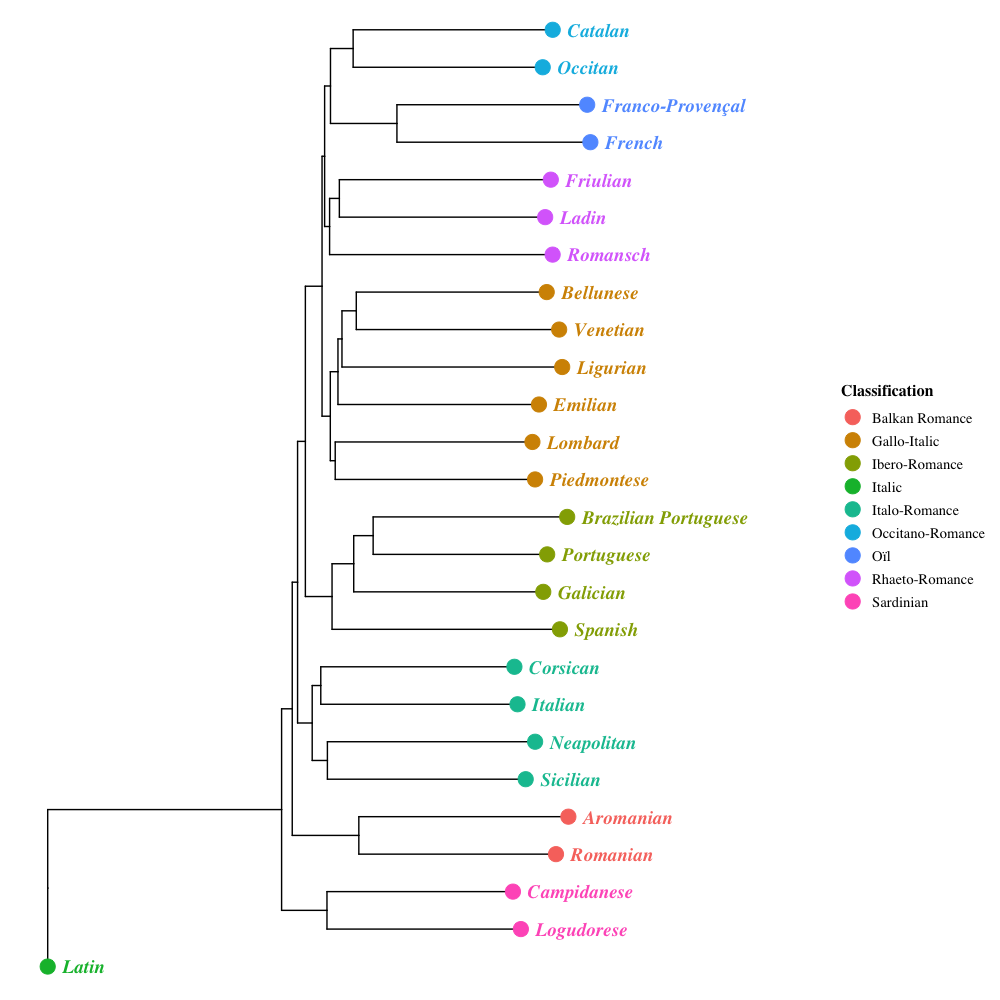 Catalan
Occitan
Franco-Provençal
French
Friulian
Ladin
Romansch
Bellunese
Venetian
Ligurian
Emilian
Lombard
Piedmontese
Brazilian Portuguese
Portuguese
Galician
Spanish
Corsican
Italian
Neapolitan
Sicilian
Aromanian
Romanian
Campidanese
Logudorese
Latin
Classification
Balkan Romance
Gallo-Italic
Ibero-Romance
Italic
Italo-Romance
Occitano-Romance
Oïl
Rhaeto-Romance
Sardinian